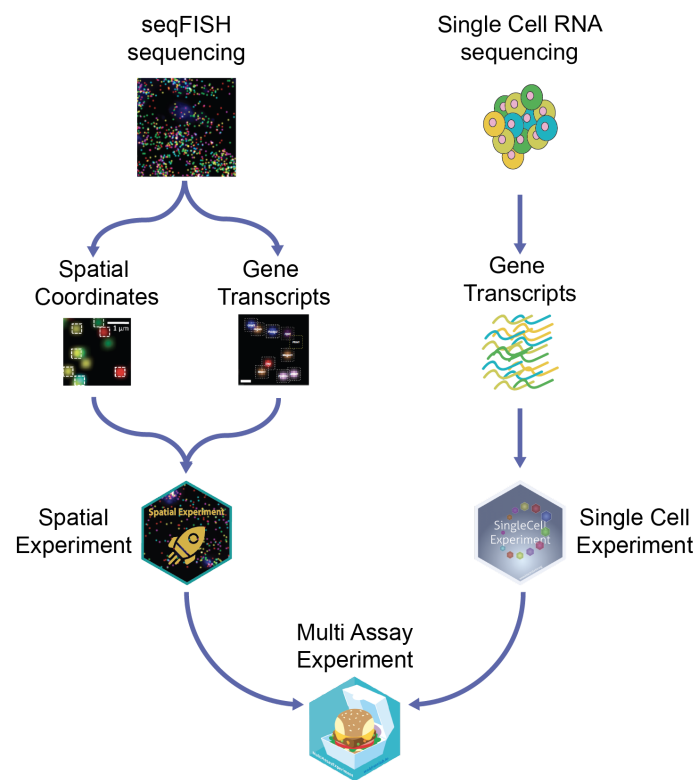 seqFISH
sequencing
Single Cell RNA
sequencing
Spatial
Coordinates
Gene
Transcripts
Gene
Transcripts
1 μm
Spatial
Experiment
Spatial Experiment
SingleCell
Experiment
Single Cell
Experiment
Multi Assay
Experiment